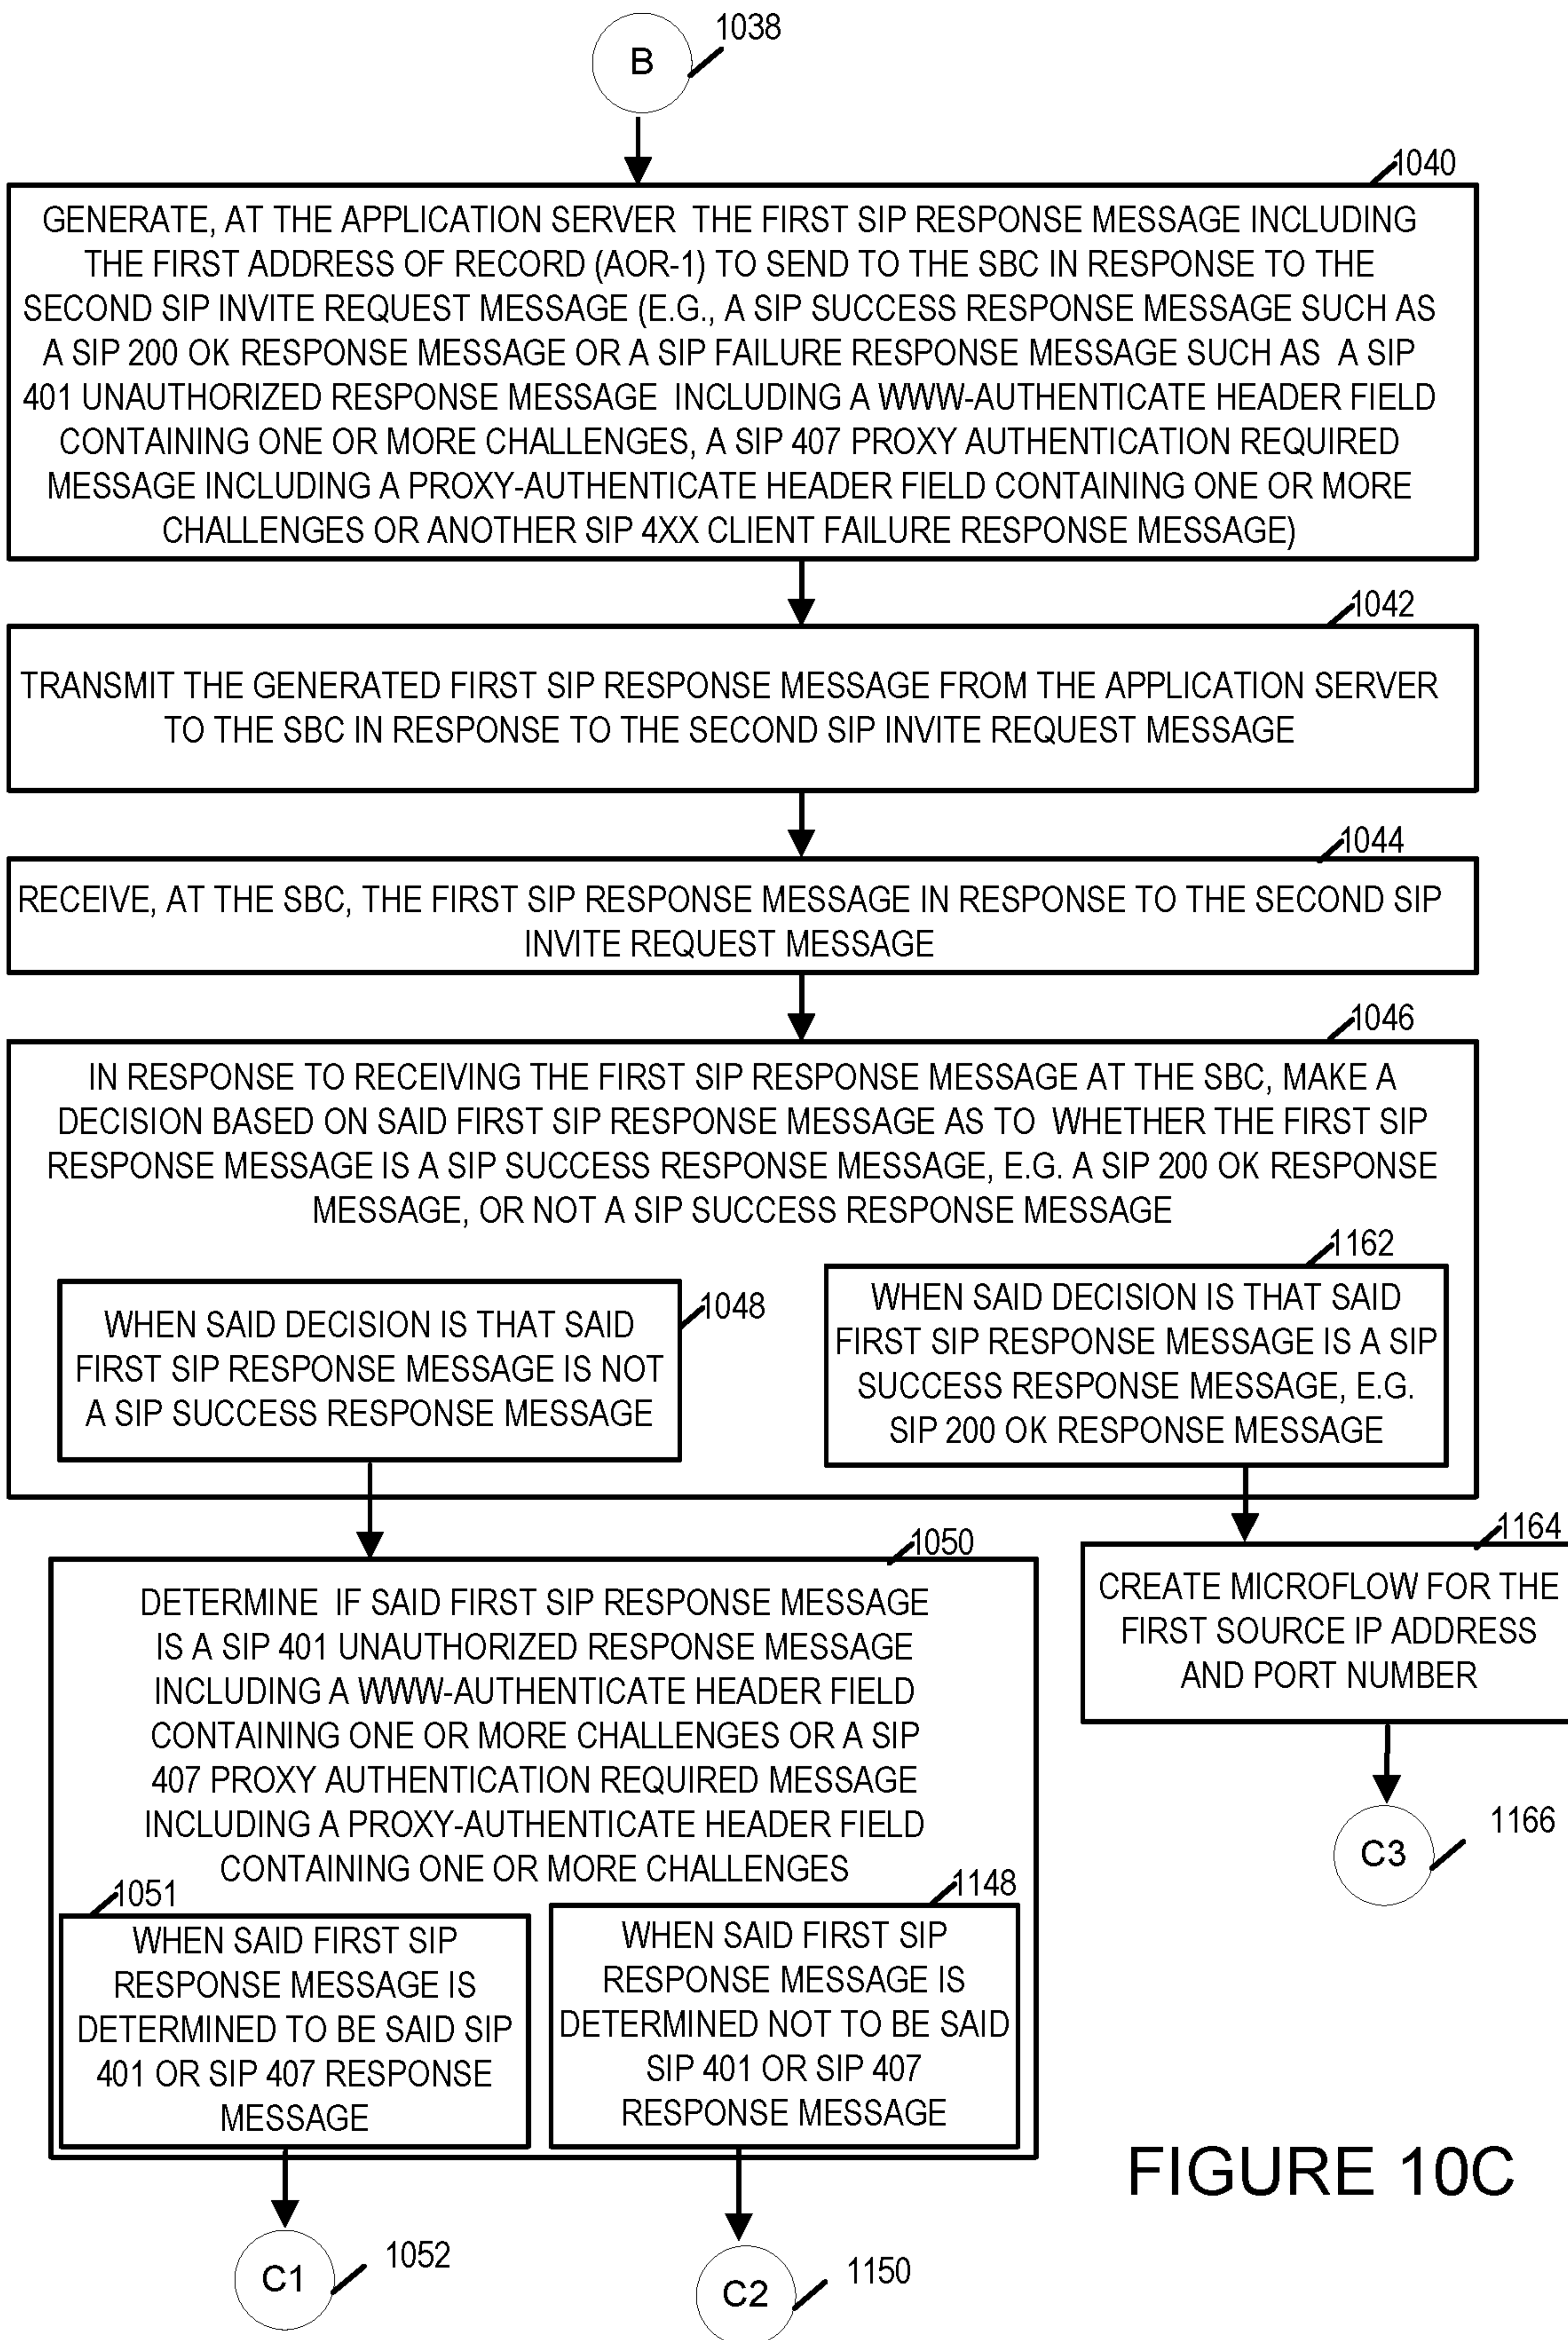 B
1038
1040
GENERATE, AT THE APPLICATION SERVER THE FIRST SIP RESPONSE MESSAGE INCLUDING
THE FIRST ADDRESS OF RECORD (AOR-1) TO SEND TO THE SBC IN RESPONSE TO THE
SECOND SIP INVITE REQUEST MESSAGE (E.G., A SIP SUCCESS RESPONSE MESSAGE SUCH AS
A SIP 200 OK RESPONSE MESSAGE OR A SIP FAILURE RESPONSE MESSAGE SUCH AS A SIP
401 UNAUTHORIZED RESPONSE MESSAGE INCLUDING A WWW-AUTHENTICATE HEADER FIELD
CONTAINING ONE OR MORE CHALLENGES, A SIP 407 PROXY AUTHENTICATION REQUIRED
MESSAGE INCLUDING A PROXY-AUTHENTICATE HEADER FIELD CONTAINING ONE OR MORE
CHALLENGES OR ANOTHER SIP 4XX CLIENT FAILURE RESPONSE MESSAGE)
1042
TRANSMIT THE GENERATED FIRST SIP RESPONSE MESSAGE FROM THE APPLICATION SERVER
TO THE SBC IN RESPONSE TO THE SECOND SIP INVITE REQUEST MESSAGE
1044
RECEIVE, AT THE SBC, THE FIRST SIP RESPONSE MESSAGE IN RESPONSE TO THE SECOND SIP
INVITE REQUEST MESSAGE
1046
IN RESPONSE TO RECEIVING THE FIRST SIP RESPONSE MESSAGE AT THE SBC, MAKE A
DECISION BASED ON SAID FIRST SIP RESPONSE MESSAGE AS TO WHETHER THE FIRST SIP
RESPONSE MESSAGE IS A SIP SUCCESS RESPONSE MESSAGE, E.G. A SIP 200 OK RESPONSE
MESSAGE, OR NOT A SIP SUCCESS RESPONSE MESSAGE
1048
WHEN SAID DECISION IS THAT SAID
FIRST SIP RESPONSE MESSAGE IS NOT
A SIP SUCCESS RESPONSE MESSAGE
1162
WHEN SAID DECISION IS THAT SAID
FIRST SIP RESPONSE MESSAGE IS A SIP
SUCCESS RESPONSE MESSAGE, E.G.
SIP 200 OK RESPONSE MESSAGE
1050
DETERMINE IF SAID FIRST SIP RESPONSE MESSAGE
IS A SIP 401 UNAUTHORIZED RESPONSE MESSAGE
INCLUDING A WWW-AUTHENTICATE HEADER FIELD
CONTAINING ONE OR MORE CHALLENGES OR A SIP
407 PROXY AUTHENTICATION REQUIRED MESSAGE
INCLUDING A PROXY-AUTHENTICATE HEADER FIELD
CONTAINING ONE OR MORE CHALLENGES
1164
CREATE MICROFLOW FOR THE
FIRST SOURCE IP ADDRESS
AND PORT NUMBER
C3
1166
1051
WHEN SAID FIRST SIP
RESPONSE MESSAGE IS
DETERMINED TO BE SAID SIP
401 OR SIP 407 RESPONSE
MESSAGE
1148
WHEN SAID FIRST SIP
RESPONSE MESSAGE IS
DETERMINED NOT TO BE SAID
SIP 401 OR SIP 407
RESPONSE MESSAGE
C1
1052
C2
1150
FIGURE 10C